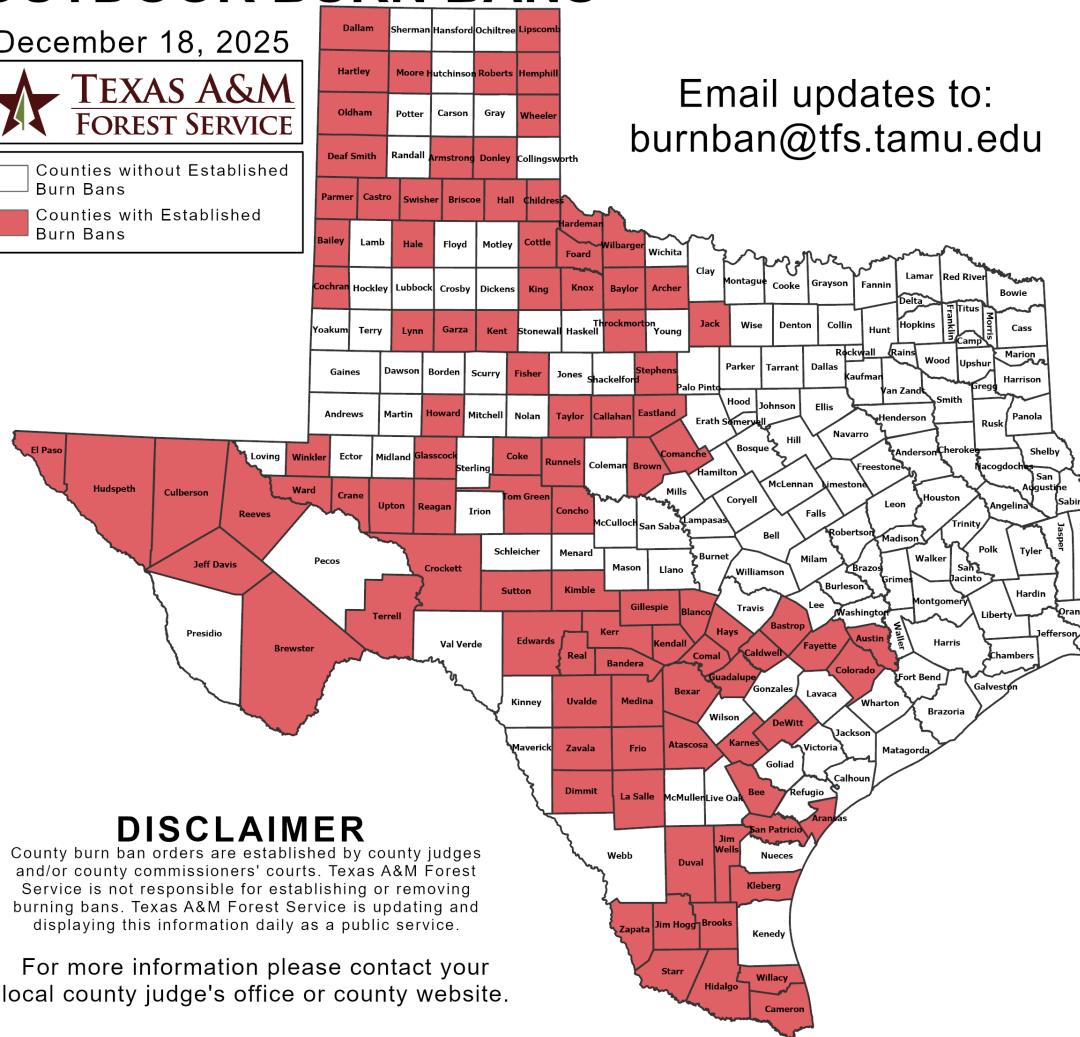 OUTDOOR BURN BANS
December 18, 2025
TEXAS A&M
FOREST SERVICE
Counties without Established
Burn Bans
Counties with Established
Burn Bans
Email updates to:
burnban@tfs.tamu.edu
Dallam Sherman Hansford Ochiltree Lipscomb
Hartley Moore Hutchinson Roberts Hemphill
Oldham Potter Carson Gray Wheeler
Deaf Smith Randall Armstrong Donley Collingsworth
Parmer Castro Swisher Briscoe Hall Childress
Hardeman
Bailey Lamb Hale Floyd Motley Cottle Foard Wilbarger Wichita
Clay Montague Cooke Grayson Fannin Lamar Red River Bowie
Cochran Hockley Lubbock Crosby Dickens King Knox Baylor Archer
Delta Franklin Titus Morris Cass
Yoakum Terry Lynn Garza Kent Stonewall Haskell Throckmorton Young Jack Wise Denton Collin Hunt Hopkins Camp
Rockwall Rains Wood Upshur Marion
Gaines Dawson Borden Scurry Fisher Jones Shackelford Stephens Palo Pinto Parker Tarrant Dallas Kaufman Van Zandt Smith Gregg Harrison
Andrews Martin Howard Mitchell Nolan Taylor Callahan Eastland Erath Hood Somervell Johnson Ellis Henderson Rusk Panola
El Paso Loving Winkler Ector Midland Glasscock Sterling Coke Runnels Coleman Brown Comanche Bosque Hill Navarro Anderson Cherokee Shelby
Hudspeth Culberson Reeves Ward Crane Upton Reagan Irion Tom Green Concho Mills Hamilton McLennan Limestone Freestone Nacogdoches San
Augustine Sabin
McCulloch San Saba Lampasas Coryell Falls Leon Houston Angelina
Jeff Davis Pecos Crockett Schleicher Menard Mason Llano Burnet Bell Milam Robertson Madison Trinity Polk Tyler Jasper
Williamson Brazos Grimes Walker San
Jacinto Hardin
Presidio Brewster Terrell Val Verde Sutton Kimble Gillespie Blanco Travis Lee Burleson Washington Montgomery Liberty Oran
Edwards Real Kerr Kendall Bandera Comal Hays Caldwell Bastrop Fayette Austin Waller Harris Jefferson
Chambers
Kinney Uvalde Medina Bexar Guadalupe Gonzales Lavaca Colorado Fort Bend Galveston
Wilson Wharton Brazoria
Maverick Zavala Frio Atascosa Karnes DeWitt Victoria Jackson Matagorda
Goliad Calhoun
Dimmit La Salle McMullen Live Oak Bee Refugio Aransas
San Patricio
Webb Duval Jim
Wells Nueces
Kleberg
Zapata Jim Hogg Brooks Kenedy
Starr Hidalgo Willacy
Cameron
DISCLAIMER
County burn ban orders are established by county judges
and/or county commissioners' courts. Texas A&M Forest
Service is not responsible for establishing or removing
burning bans. Texas A&M Forest Service is updating and
displaying this information daily as a public service.
For more information please contact your
local county judge's office or county website.